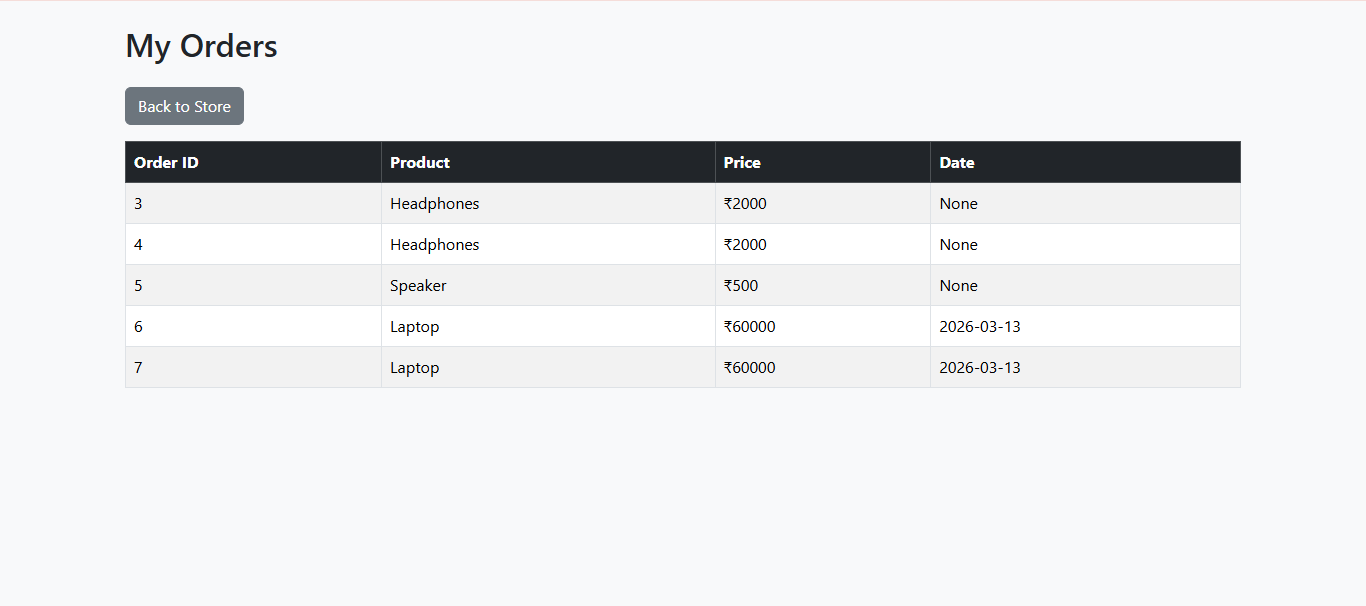 My Orders
Back to Store
Order ID Product Price Date
3 Headphones ₹2000 None
4 Headphones ₹2000 None
5 Speaker ₹500 None
6 Laptop ₹60000 2026-03-13
7 Laptop ₹60000 2026-03-13